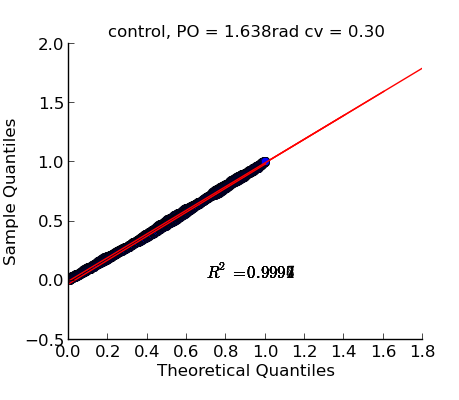 control, PO = 1.638rad cv = 0.30
2.0
1.5
1.0
0.5
0.0
−0.5
Sample Quantiles
R² =
0.0 0.2 0.4 0.6 0.8 1.0 1.2 1.4 1.6 1.8
Theoretical Quantiles